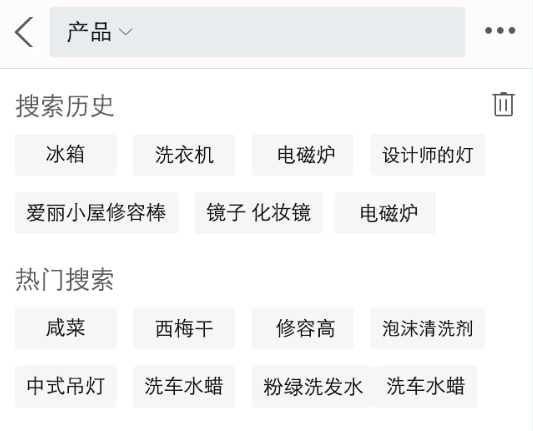 产品
搜索历史
冰箱 洗衣机 电磁炉 设计师的灯
爱丽小屋修容棒 镜子 化妆镜 电磁炉
热门搜索
咸菜 西梅干 修容高 泡沫清洗剂
中式吊灯 洗车水蜡 粉绿洗发水 洗车水蜡